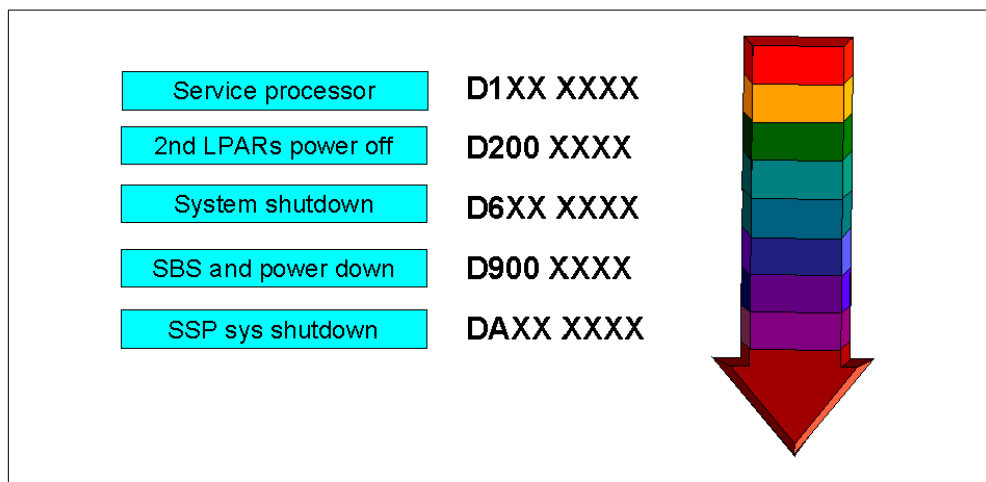 Service processor D1XX XXXX
2nd LPARs power off D200 XXXX
System shutdown D6XX XXXX
SBS and power down D900 XXXX
SSP sys shutdown DAXX XXXX